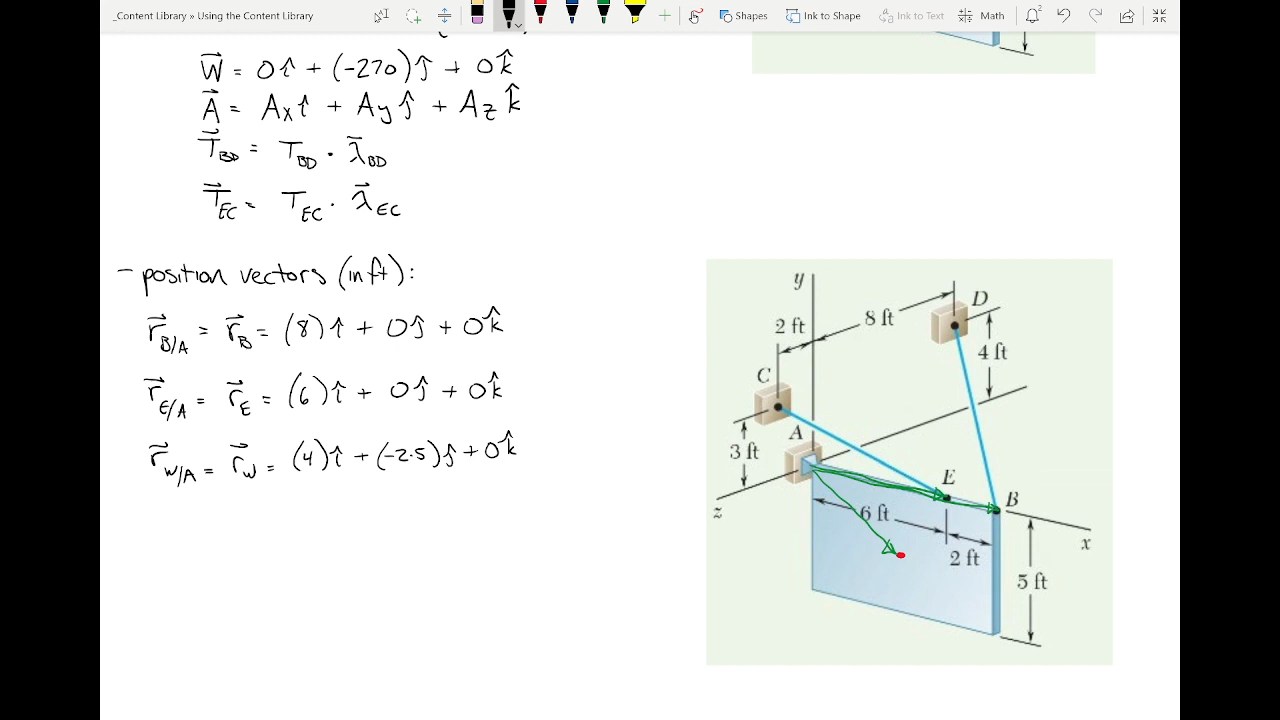 _Content Library » Using the Content Library
Shapes
Ink to Shape
Ink to Text
Math
2
W⃗ = 0î + (-270)ĵ + 0k̂
A⃗ = Axî + Ayĵ + Azk̂
T⃗BD = TBD · λ⃗BD
T⃗EC = TEC · λ⃗EC
- position vectors (in ft):
r⃗B/A = r⃗B = (8)î + 0ĵ + 0k̂
r⃗E/A = r⃗E = (6)î + 0ĵ + 0k̂
r⃗W/A = r⃗W = (4)î + (-2.5)ĵ + 0k̂
y
D
8 ft
2 ft
4 ft
C
A
3 ft
E
B
z
6 ft
x
2 ft
5 ft